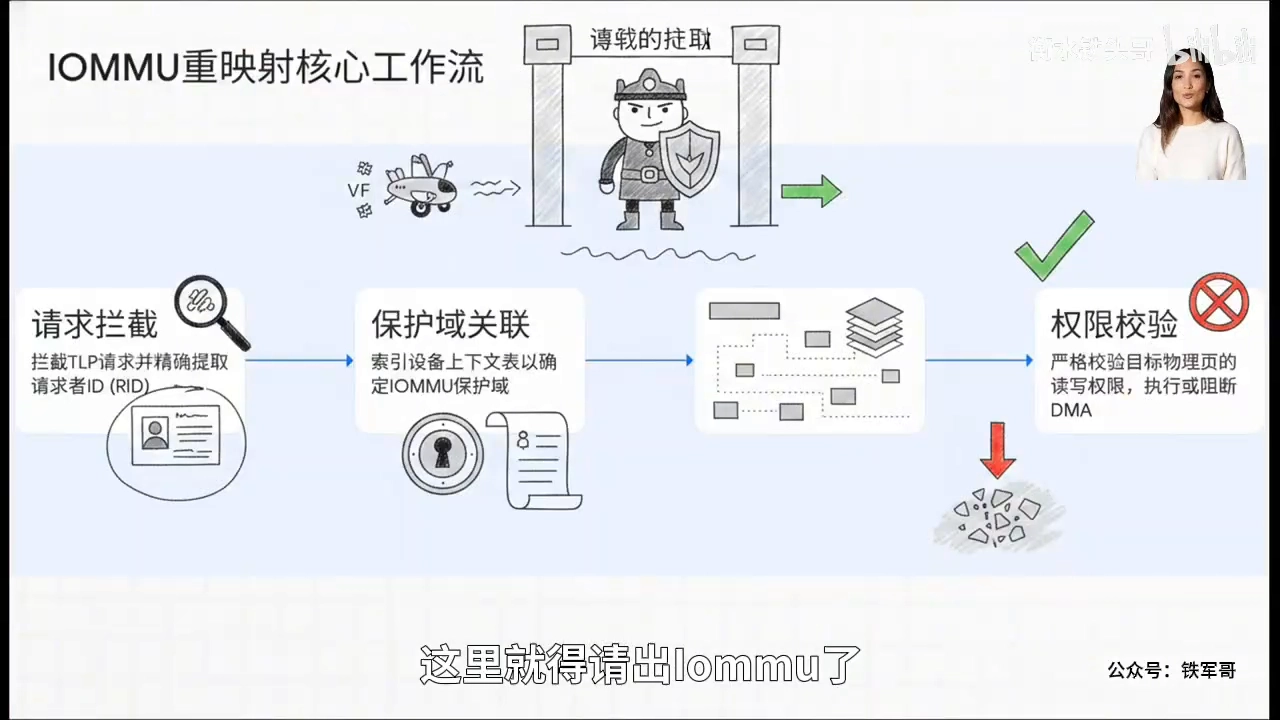 IOMMU重映射核心工作流
VF
请求拦截
拦截TLP请求并精确提取
请求者ID (RID)
保护域关联
索引设备上下文表以确
定IOMMU保护域
权限校验
严格校验目标物理页的
读写权限，执行或阻断
DMA
这里就得请出Iommu了
公众号：铁军哥
bilibili